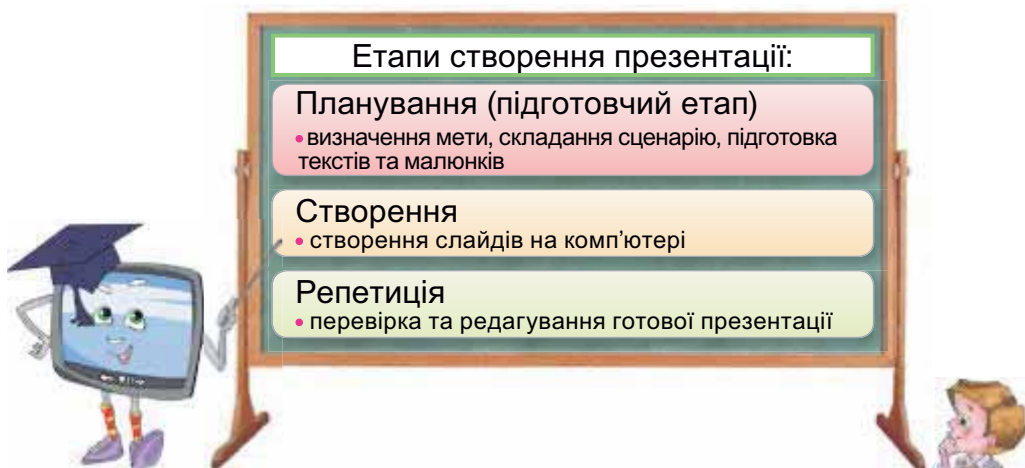 Етапи створення презентації:
Планування (підготовчий етап)
• визначення мети, складання сценарію, підготовка
текстів та малюнків
Створення
• створення слайдів на комп’ютері
Репетиція
• перевірка та редагування готової презентації